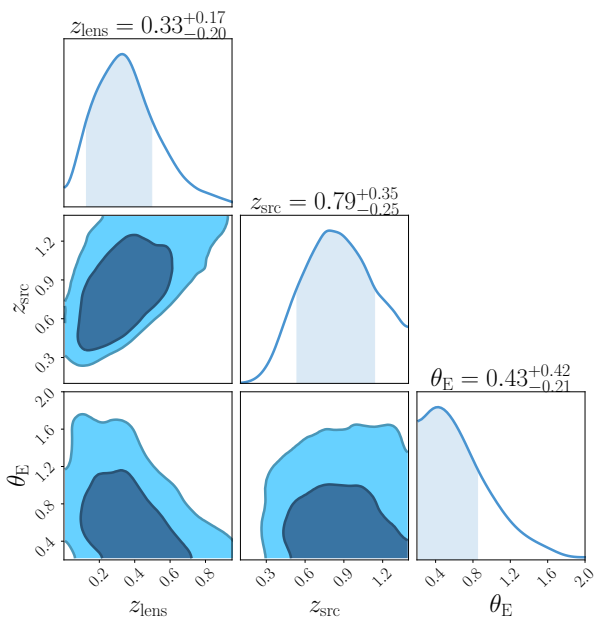 z_lens = 0.33^{+0.17}_{-0.20}
z_src = 0.79^{+0.35}_{-0.25}
z_src
1.2
0.9
0.6
0.3
θ_E = 0.43^{+0.42}_{-0.21}
θ_E
2.0
1.6
1.2
0.8
0.4
0.2 0.4 0.6 0.8
z_lens
0.3 0.6 0.9 1.2
z_src
0.4 0.8 1.2 1.6 2.0
θ_E